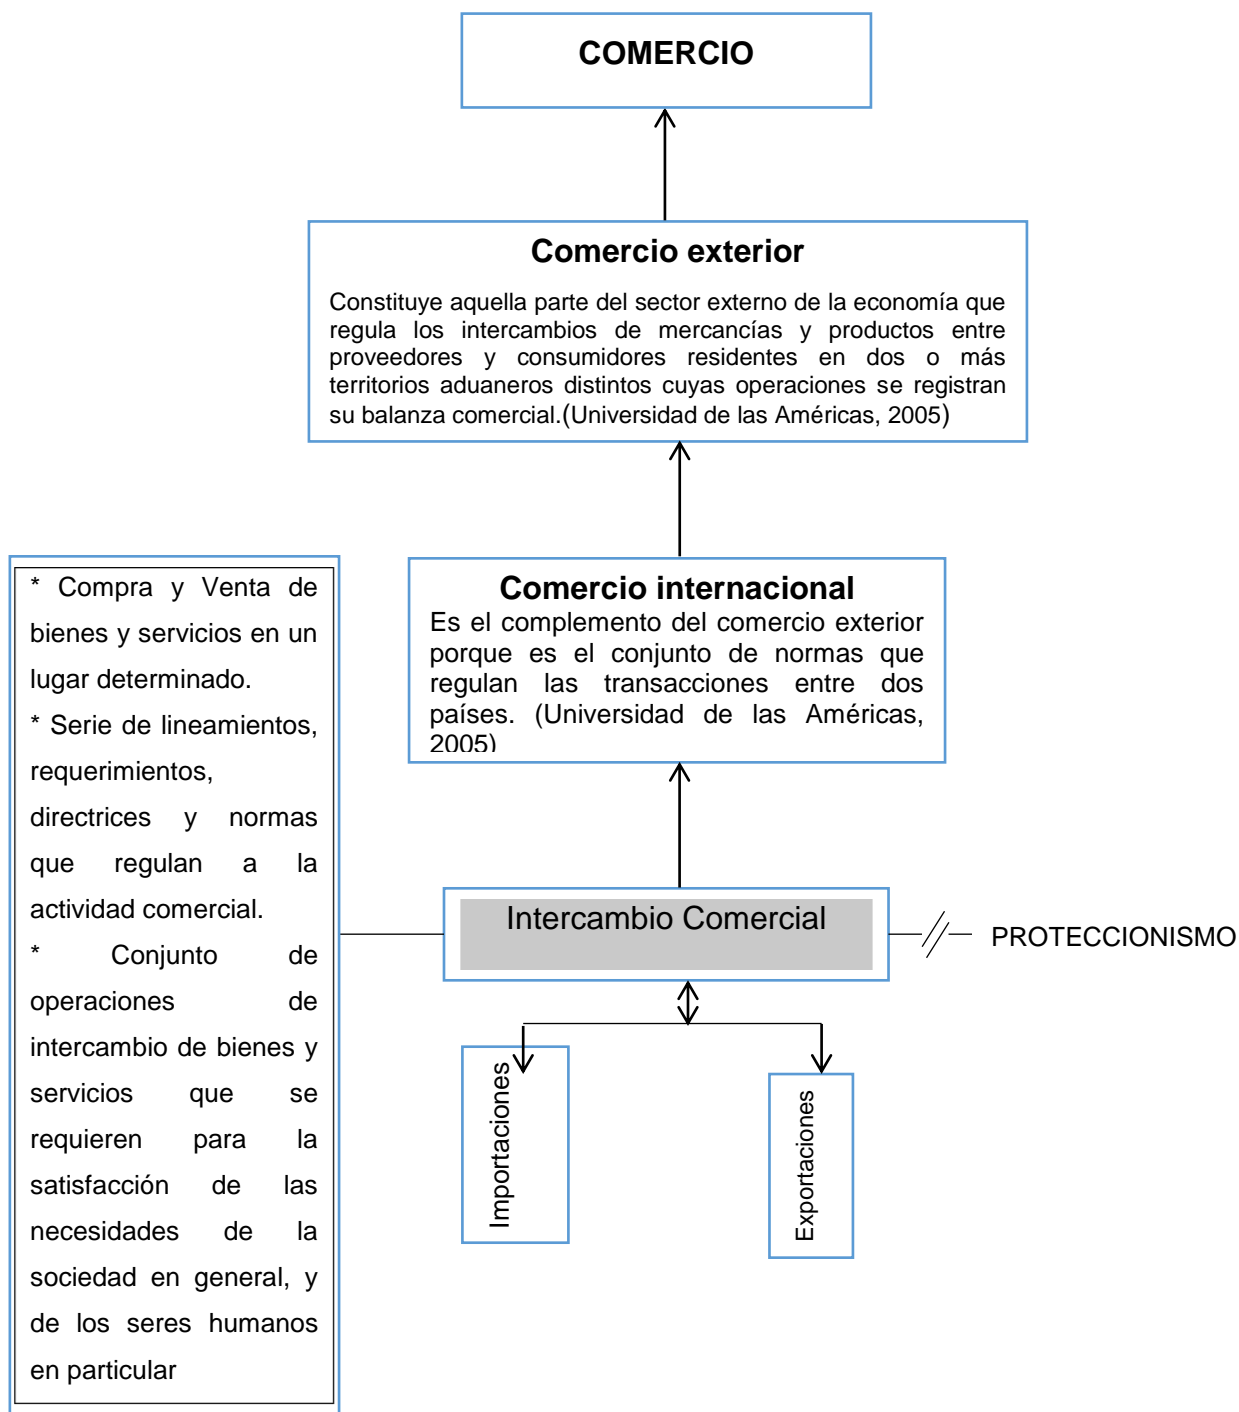 COMERCIO
Comercio exterior
Constituye aquella parte del sector externo de la economía que
regula los intercambios de mercancías y productos entre
proveedores y consumidores residentes en dos o más
territorios aduaneros distintos cuyas operaciones se registran
su balanza comercial.(Universidad de las Américas, 2005)
Comercio internacional
Es el complemento del comercio exterior
porque es el conjunto de normas que
regulan las transacciones entre dos
países. (Universidad de las Américas,
2005)
* Compra y Venta de
bienes y servicios en un
lugar determinado.
* Serie de lineamientos,
requerimientos,
directrices y normas
que regulan a la
actividad comercial.
* Conjunto de
operaciones de
intercambio de bienes y
servicios que se
requieren para la
satisfacción de las
necesidades de la
sociedad en general, y
de los seres humanos
en particular
Intercambio Comercial
PROTECCIONISMO
Importaciones
Exportaciones